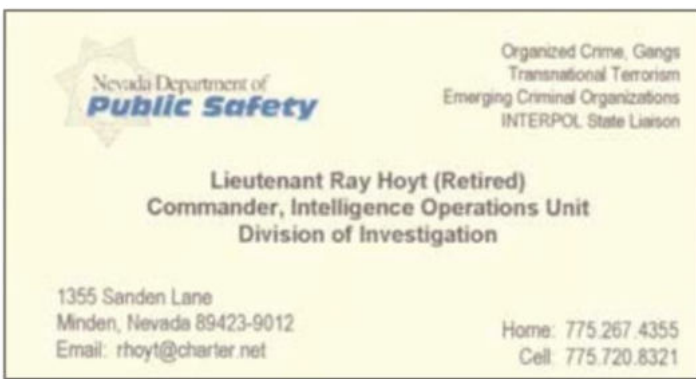 Nevada Department of
Public Safety
Organized Crime, Gangs
Transnational Terrorism
Emerging Criminal Organizations
INTERPOL State Liaison
Lieutenant Ray Hoyt (Retired)
Commander, Intelligence Operations Unit
Division of Investigation
1355 Sanden Lane
Minden, Nevada 89423-9012
Email: rhoyt@charter.net
Home: 775.267.4355
Cell: 775.720.8321